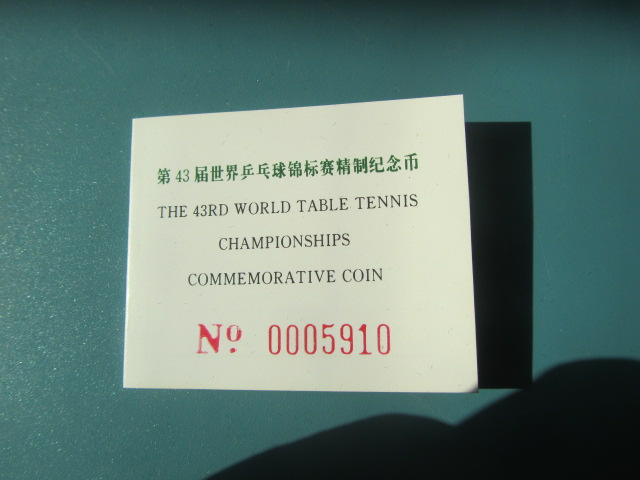 第43届世界乒乓球锦标赛精制纪念币
THE 43RD WORLD TABLE TENNIS
CHAMPIONSHIPS
COMMEMORATIVE COIN
Nº 0005910